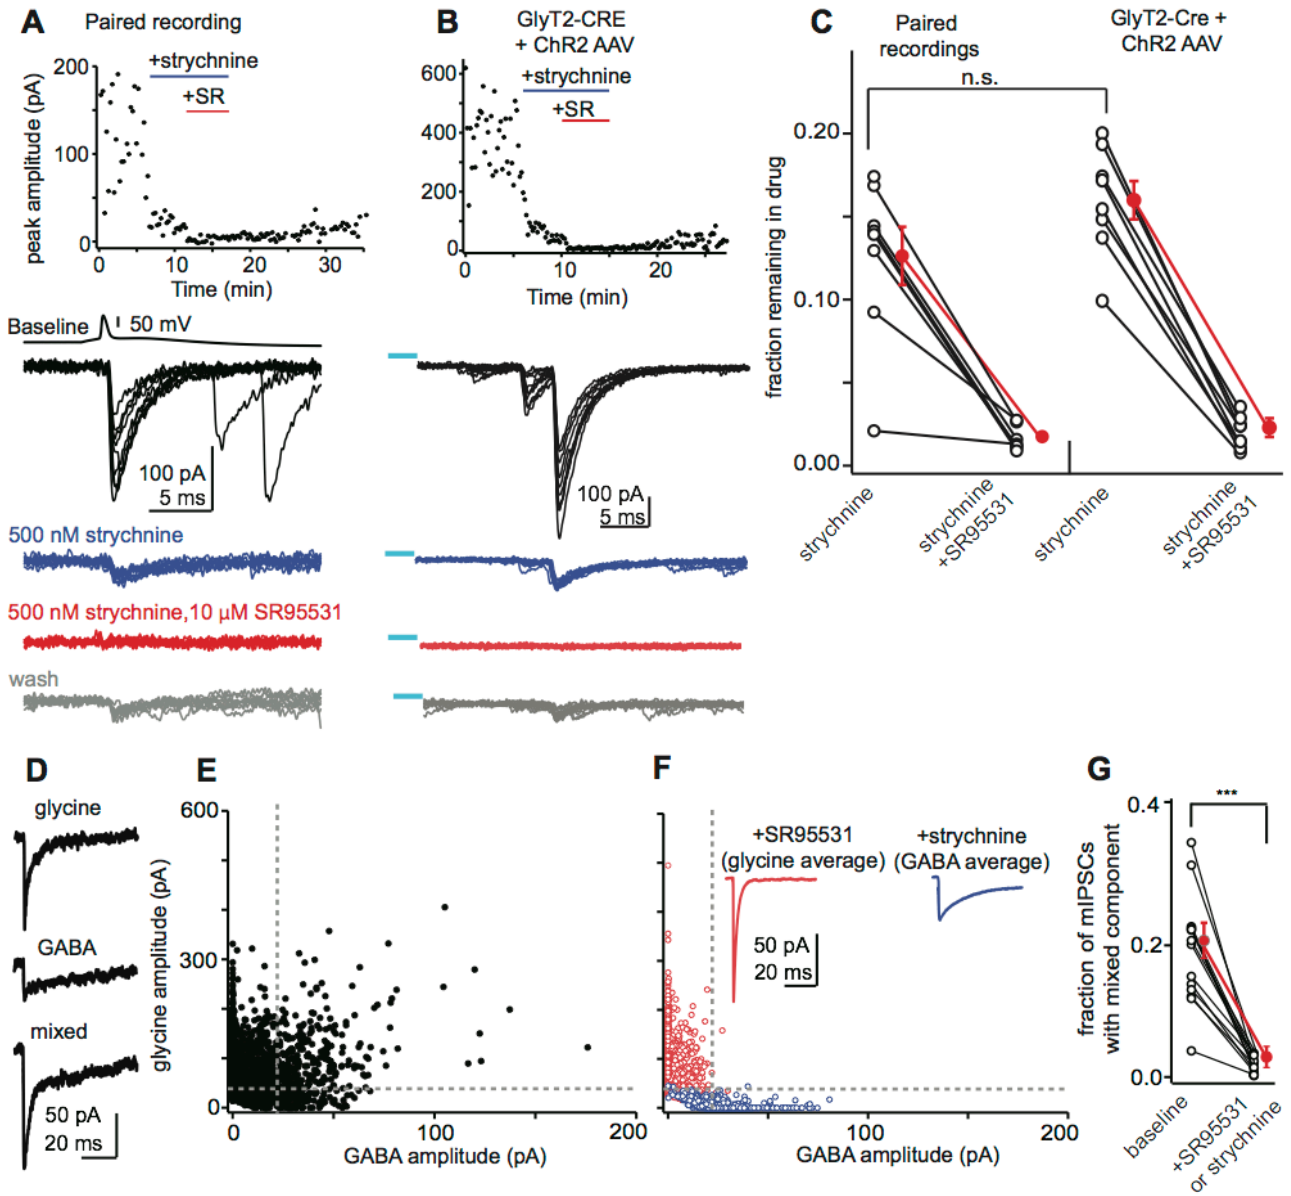 A
Paired recording
+strychnine
+SR
peak amplitude (pA)
200
100
0
0
10
20
30
Time (min)
Baseline
50 mV
100 pA
5 ms
500 nM strychnine
500 nM strychnine,10 µM SR95531
wash
B
GlyT2-CRE
+ ChR2 AAV
+strychnine
+SR
600
400
200
0
0
10
20
Time (min)
100 pA
5 ms
C
Paired
recordings
GlyT2-Cre +
ChR2 AAV
n.s.
fraction remaining in drug
0.20
0.10
0.00
strychnine
strychnine
+SR95531
strychnine
strychnine
+SR95531
D
glycine
GABA
mixed
50 pA
20 ms
E
glycine amplitude (pA)
600
300
0
0
100
200
GABA amplitude (pA)
F
+SR95531
(glycine average)
+strychnine
(GABA average)
50 pA
20 ms
100
200
GABA amplitude (pA)
G
fraction of mIPSCs
with mixed component
0.4
0.2
0.0
***
baseline
+SR95531
or strychnine